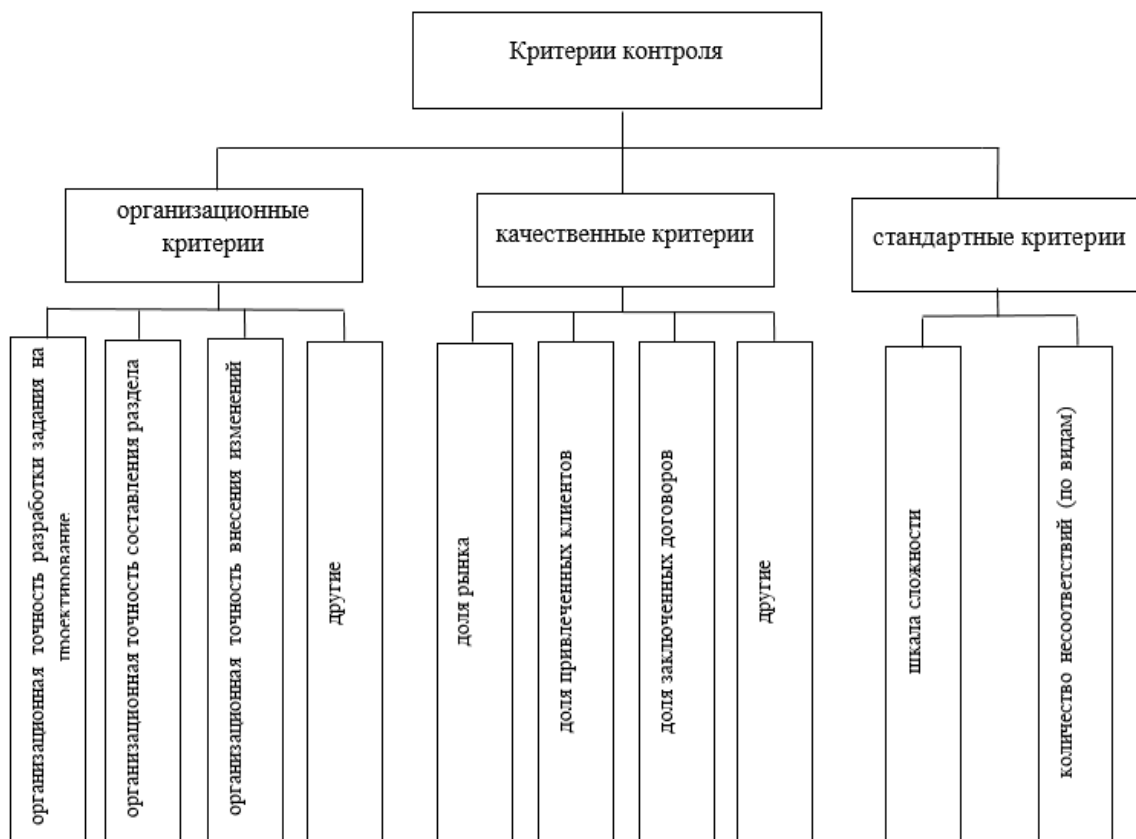 Критерии контроля
организационные
критерии
качественные критерии
стандартные критерии
организационная точность разработки задания на
проектирование
организационная точность составления раздела
организационная точность внесения изменений
другие
доля рынка
доля привлеченных клиентов
доля заключенных договоров
другие
шкала сложности
количество несоответствий (по видам)